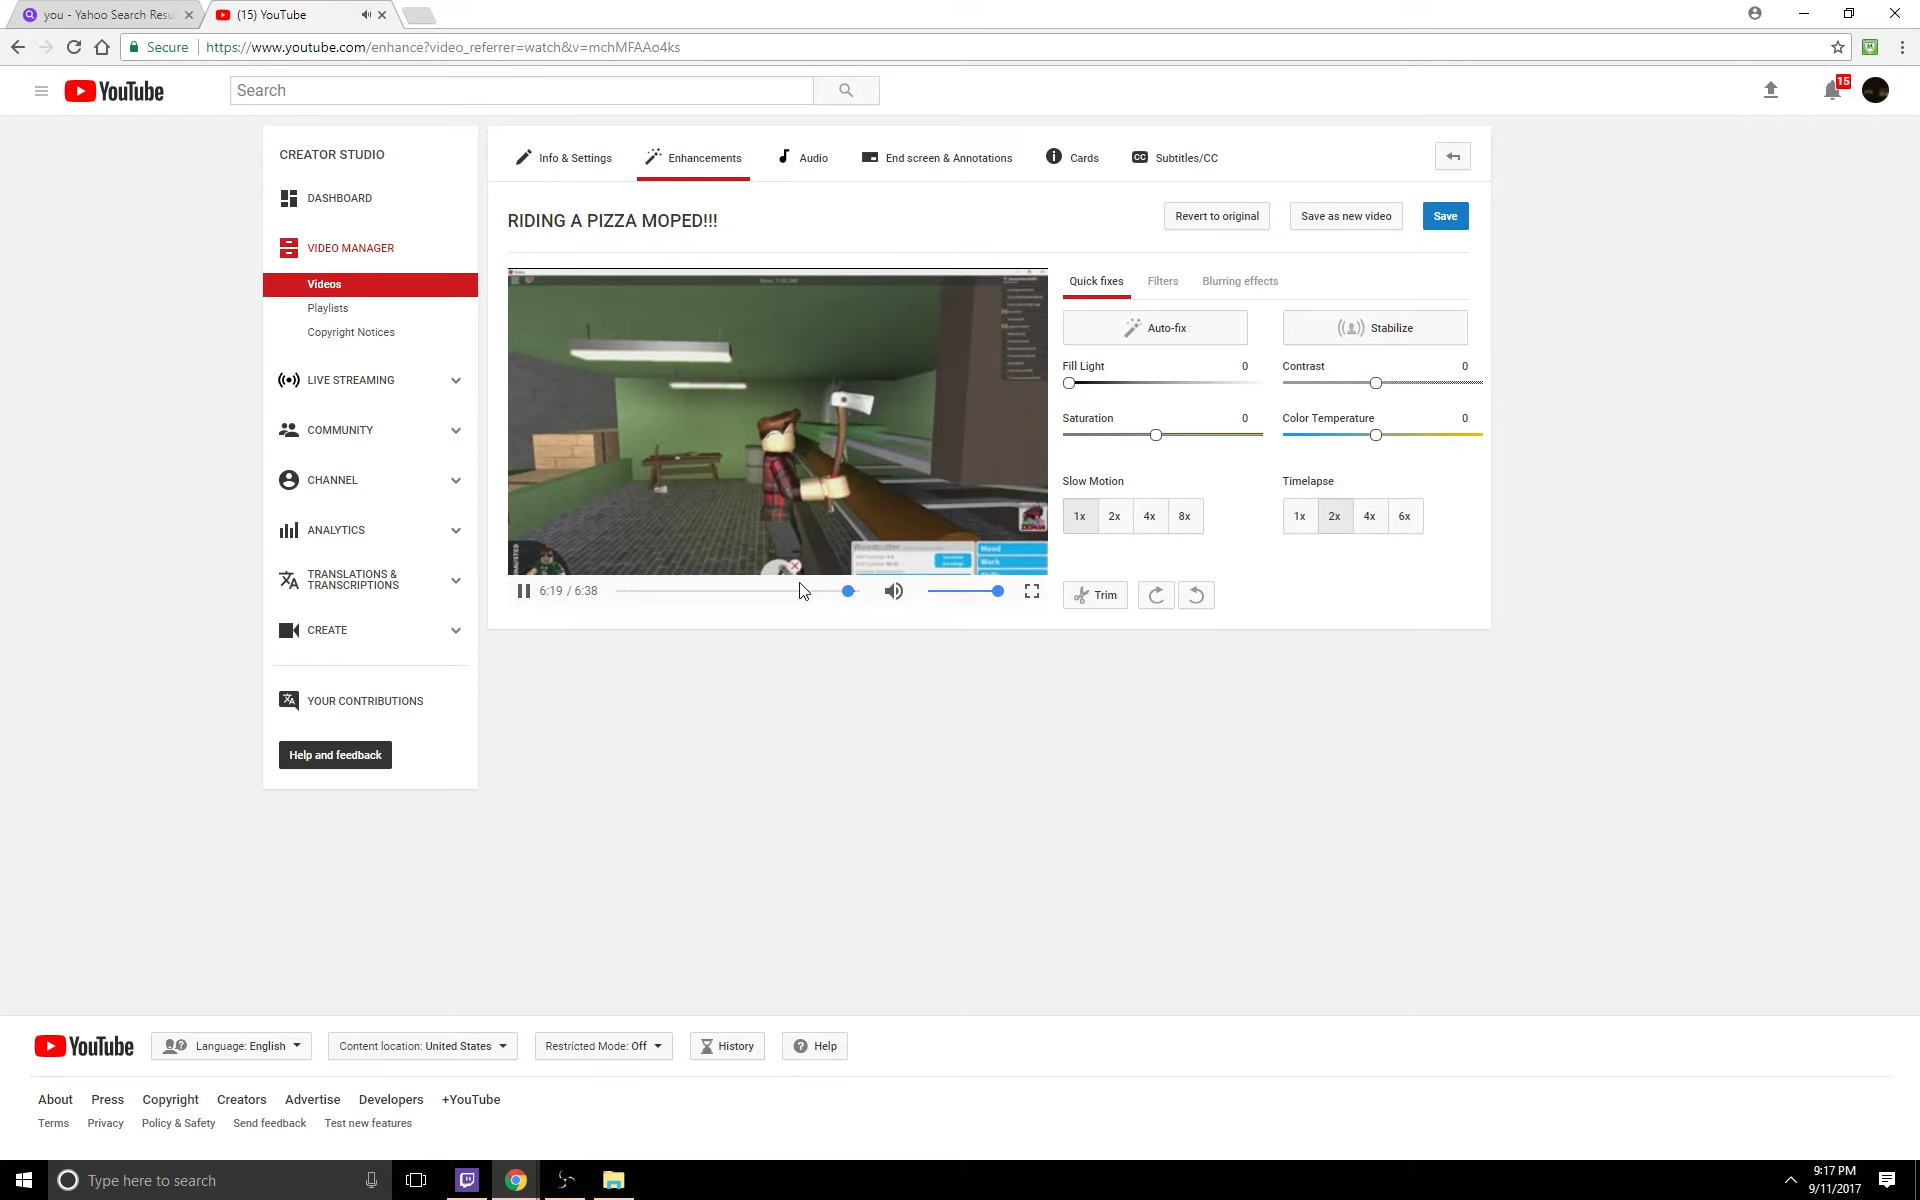 you - Yahoo Search Resu
(15) YouTube
Secure
https://www.youtube.com/enhance?video_referrer=watch&v=mchMFAAo4ks
YouTube
Search
15
CREATOR STUDIO
DASHBOARD
VIDEO MANAGER
Videos
Playlists
Copyright Notices
LIVE STREAMING
COMMUNITY
CHANNEL
ANALYTICS
TRANSLATIONS &
TRANSCRIPTIONS
CREATE
YOUR CONTRIBUTIONS
Help and feedback
Info & Settings
Enhancements
Audio
End screen & Annotations
Cards
CC Subtitles/CC
RIDING A PIZZA MOPED!!!
Revert to original
Save as new video
Save
Woodcutter
Mood
Work
6:19 / 6:38
Quick fixes
Filters
Blurring effects
Auto-fix
Stabilize
Fill Light 0
Contrast 0
Saturation 0
Color Temperature 0
Slow Motion
Timelapse
1x 2x 4x 8x
1x 2x 4x 6x
Trim
YouTube
Language: English
Content location: United States
Restricted Mode: Off
History
Help
About Press Copyright Creators Advertise Developers +YouTube
Terms Privacy Policy & Safety Send feedback Test new features
Type here to search
9:17 PM
9/11/2017